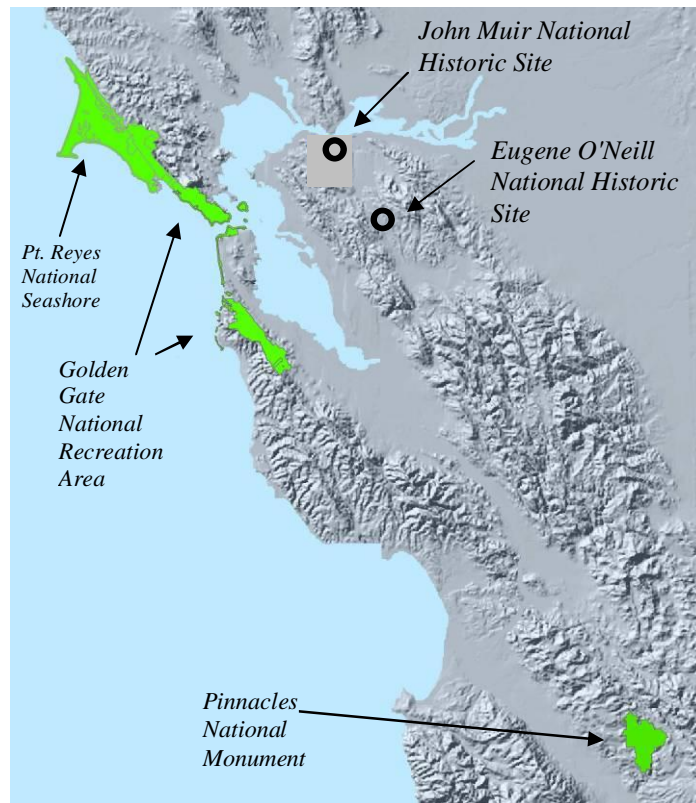 John Muir National
Historic Site
Eugene O'Neill
National Historic
Site
Pt. Reyes
National
Seashore
Golden
Gate
National
Recreation
Area
Pinnacles
National
Monument